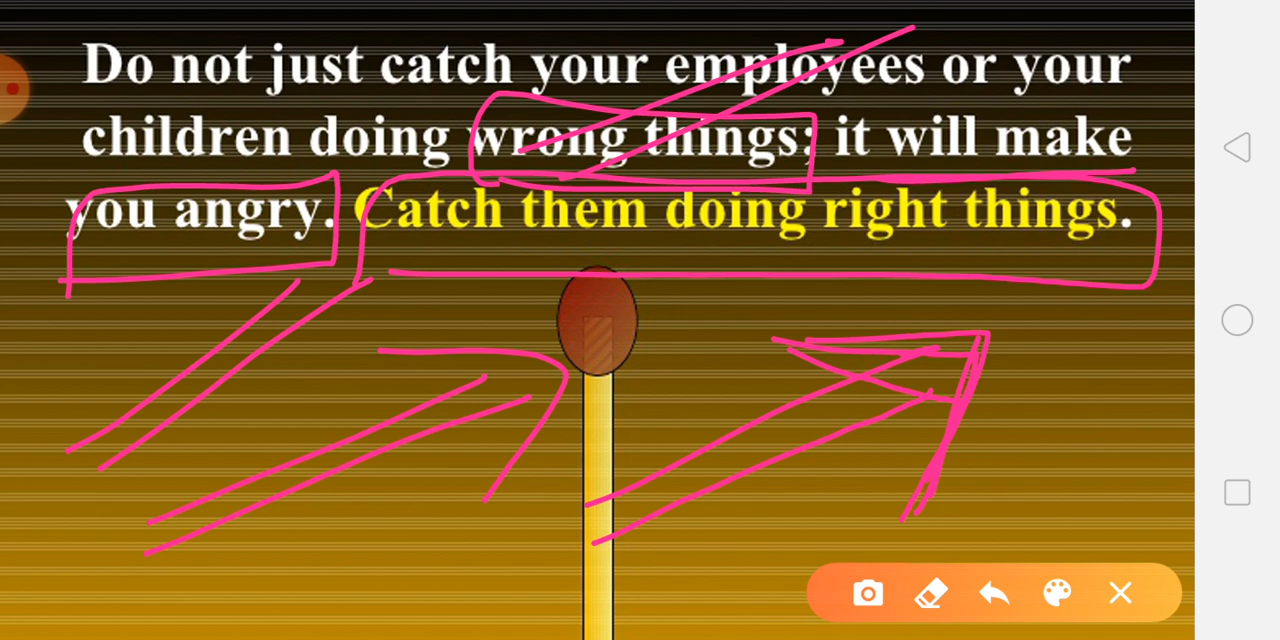 Do not just catch your employees or your
children doing wrong things; it will make
you angry. Catch them doing right things.